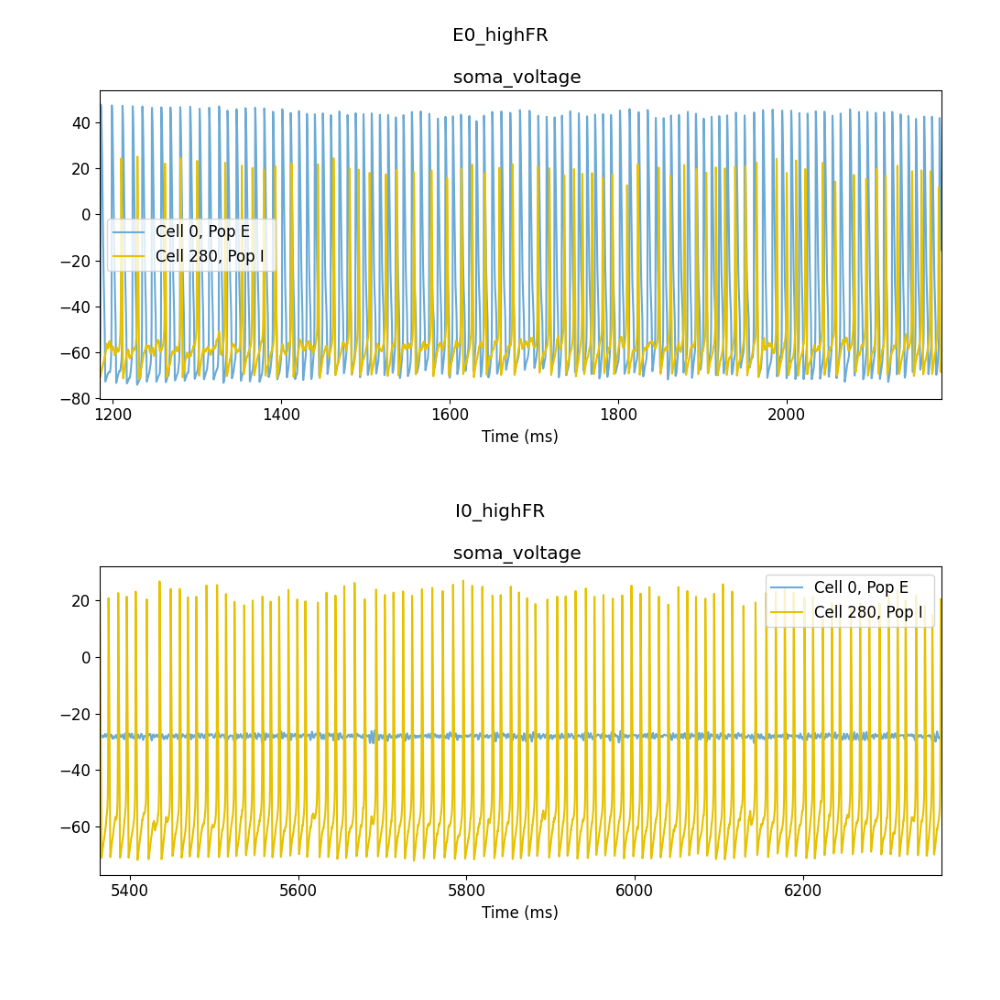 E0_highFR
soma_voltage
40
20
0
−20
−40
−60
−80
Cell 0, Pop E
Cell 280, Pop I
1200 1400 1600 1800 2000
Time (ms)
I0_highFR
soma_voltage
20
0
−20
−40
−60
Cell 0, Pop E
Cell 280, Pop I
5400 5600 5800 6000 6200
Time (ms)